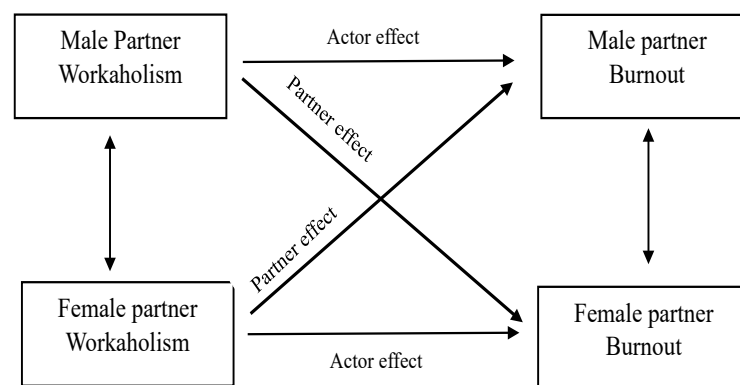 Male Partner
Workaholism
Actor effect
Male partner
Burnout
Partner effect
Partner effect
Female partner
Workaholism
Actor effect
Female partner
Burnout